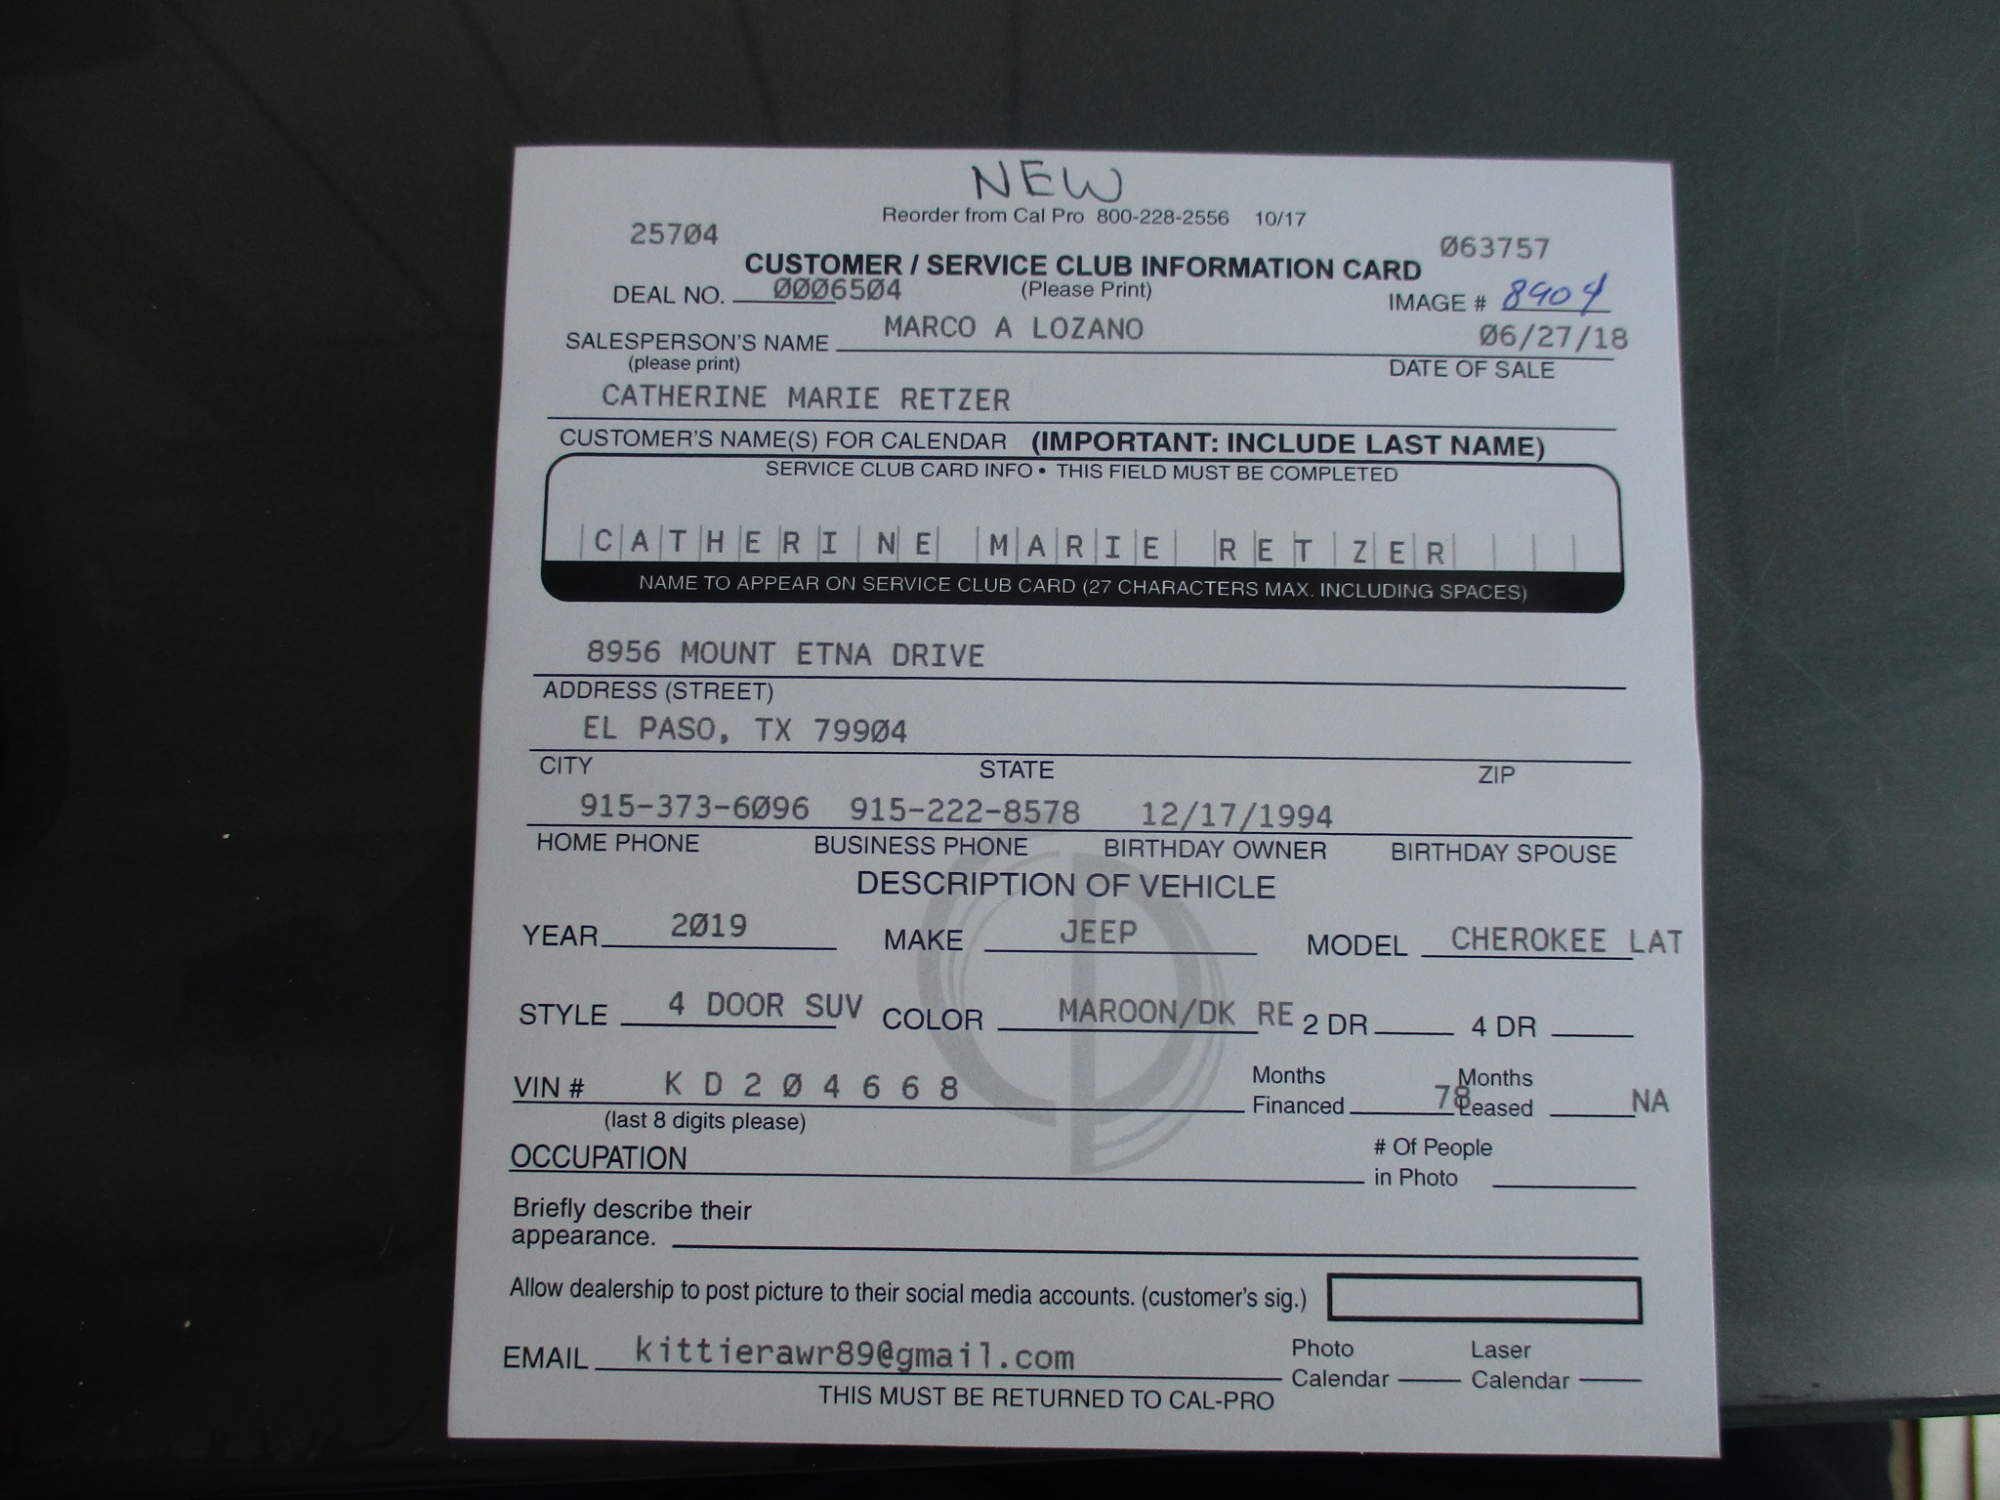 NEW
Reorder from Cal Pro 800-228-2556 10/17
25704 063757
CUSTOMER / SERVICE CLUB INFORMATION CARD
DEAL NO. 0006504 (Please Print) IMAGE # 8904
SALESPERSON'S NAME MARCO A LOZANO 06/27/18
(please print) DATE OF SALE
CATHERINE MARIE RETZER
CUSTOMER'S NAME(S) FOR CALENDAR (IMPORTANT: INCLUDE LAST NAME)
SERVICE CLUB CARD INFO • THIS FIELD MUST BE COMPLETED
CATHERINE MARIE RETZER
NAME TO APPEAR ON SERVICE CLUB CARD (27 CHARACTERS MAX. INCLUDING SPACES)
8956 MOUNT ETNA DRIVE
ADDRESS (STREET)
EL PASO, TX 79904
CITY STATE ZIP
915-373-6096 915-222-8578 12/17/1994
HOME PHONE BUSINESS PHONE BIRTHDAY OWNER BIRTHDAY SPOUSE
DESCRIPTION OF VEHICLE
YEAR 2019 MAKE JEEP MODEL CHEROKEE LAT
STYLE 4 DOOR SUV COLOR MAROON/DK RE 2 DR 4 DR
VIN # KD204668 Months Financed 78 Months Leased NA
(last 8 digits please)
OCCUPATION # Of People in Photo
Briefly describe their
appearance.
Allow dealership to post picture to their social media accounts. (customer's sig.)
EMAIL kittierawr89@gmail.com Photo Calendar Laser Calendar
THIS MUST BE RETURNED TO CAL-PRO